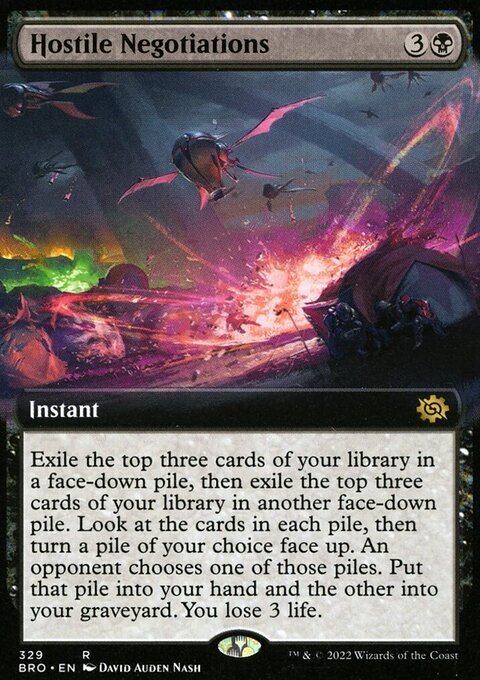 Hostile Negotiations 3
Instant
Exile the top three cards of your library in
a face-down pile, then exile the top three
cards of your library in another face-down
pile. Look at the cards in each pile, then
turn a pile of your choice face up. An
opponent chooses one of those piles. Put
that pile into your hand and the other into
your graveyard. You lose 3 life.
329 R
BRO • EN David Auden Nash
™ & © 2022 Wizards of the Coast